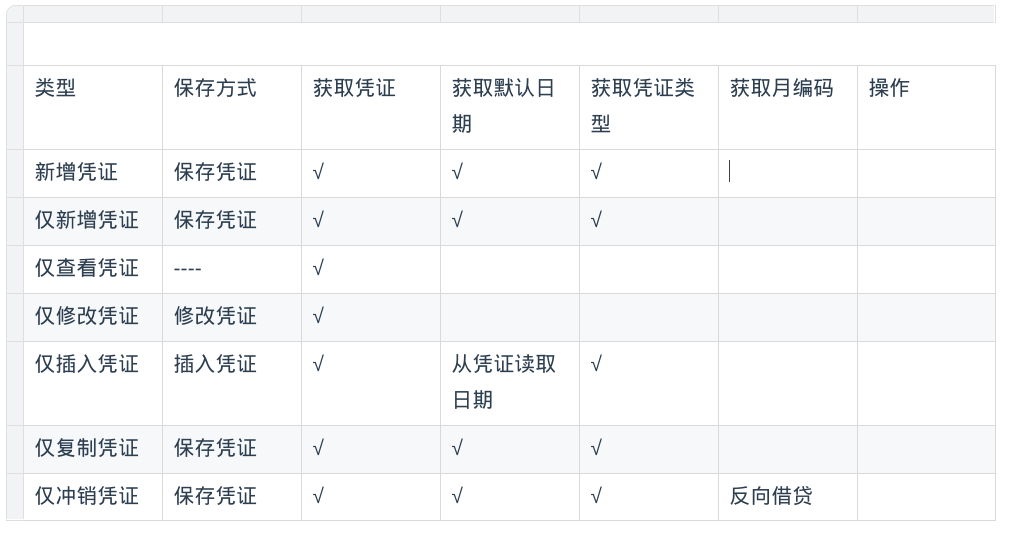 类型 保存方式 获取凭证 获取默认日期 获取凭证类型 获取月编码 操作
新增凭证 保存凭证 √ √ √
仅新增凭证 保存凭证 √ √ √
仅查看凭证 ---- √
仅修改凭证 修改凭证 √
仅插入凭证 插入凭证 √ 从凭证读取日期 √
仅复制凭证 保存凭证 √ √ √
仅冲销凭证 保存凭证 √ √ √ 反向借贷